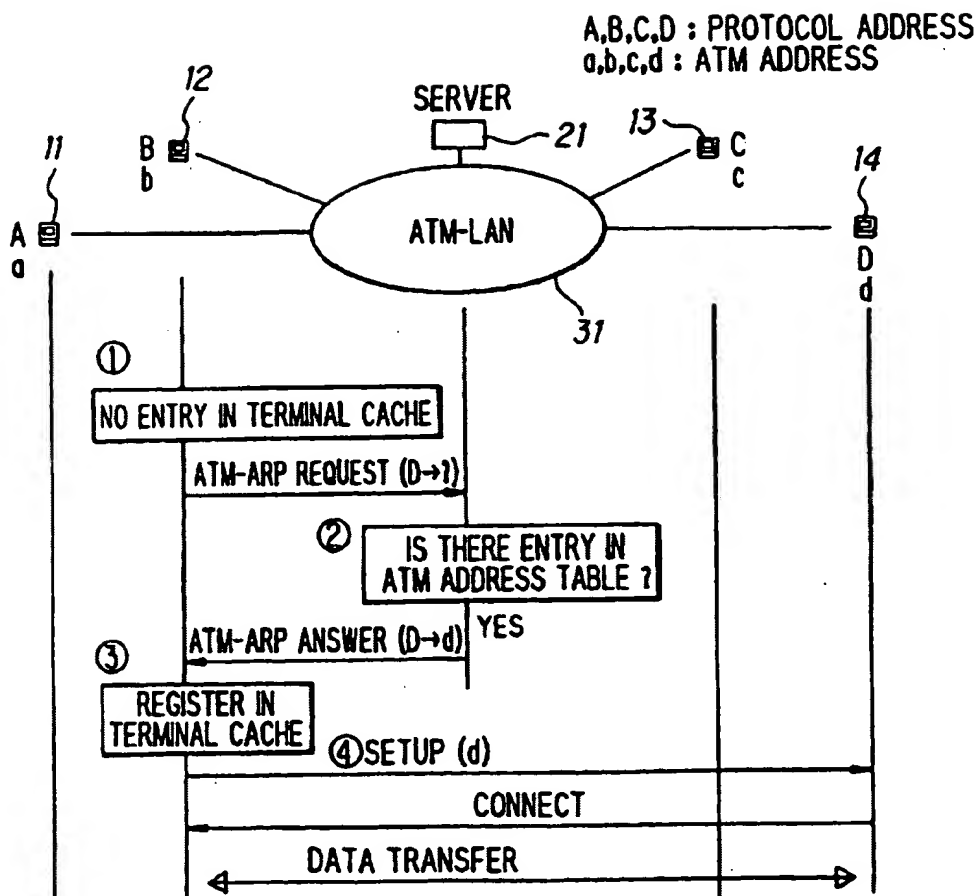 A,B,C,D : PROTOCOL ADDRESS
a,b,c,d : ATM ADDRESS
12
SERVER
11
B
b
21
13
C
c
14
A
a
ATM-LAN
D
d
31
①
NO ENTRY IN TERMINAL CACHE
ATM-ARP REQUEST (D→?)
②
IS THERE ENTRY IN
ATM ADDRESS TABLE ?
YES
ATM-ARP ANSWER (D→d)
③
REGISTER IN
TERMINAL CACHE
④ SETUP (d)
CONNECT
DATA TRANSFER